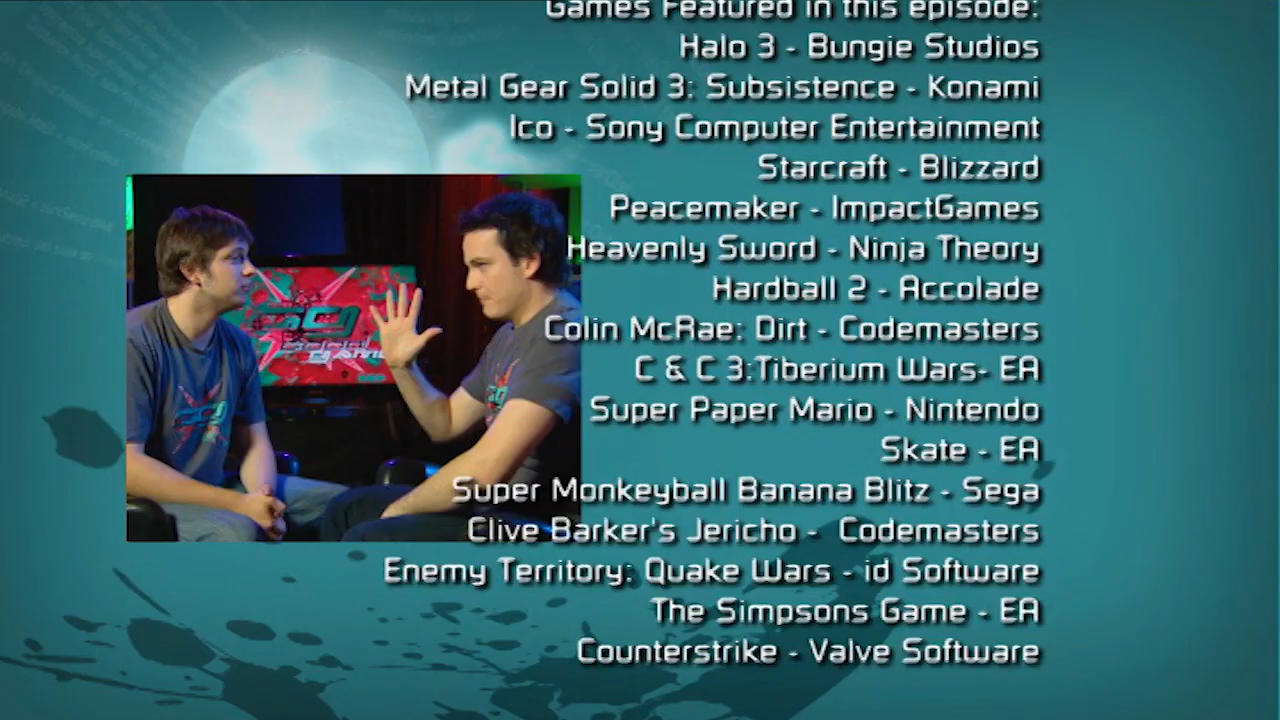 Games Featured in this episode:
Halo 3 - Bungie Studios
Metal Gear Solid 3: Subsistence - Konami
Ico - Sony Computer Entertainment
Starcraft - Blizzard
Peacemaker - ImpactGames
Heavenly Sword - Ninja Theory
Hardball 2 - Accolade
Colin McRae: Dirt - Codemasters
C & C 3:Tiberium Wars- EA
Super Paper Mario - Nintendo
Skate - EA
Super Monkeyball Banana Blitz - Sega
Clive Barker's Jericho -  Codemasters
Enemy Territory: Quake Wars - id Software
The Simpsons Game - EA
Counterstrike - Valve Software